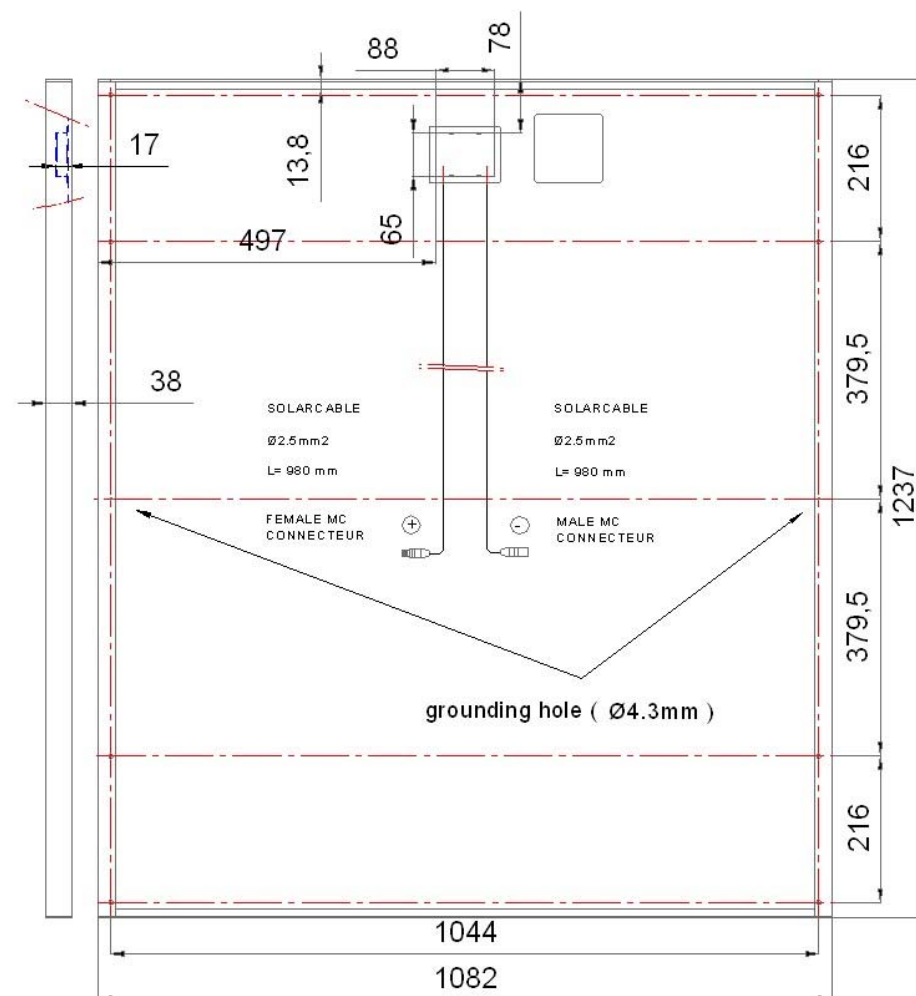 88
78
17
13,8
216
65
497
379,5
38
SOLARCABLE
Ø2.5mm2
L= 980 mm
SOLARCABLE
Ø2.5mm2
L= 980 mm
1237
FEMALE MC
CONNECTEUR
+
-
MALE MC
CONNECTEUR
379,5
grounding hole ( Ø4.3mm )
216
1044
1082